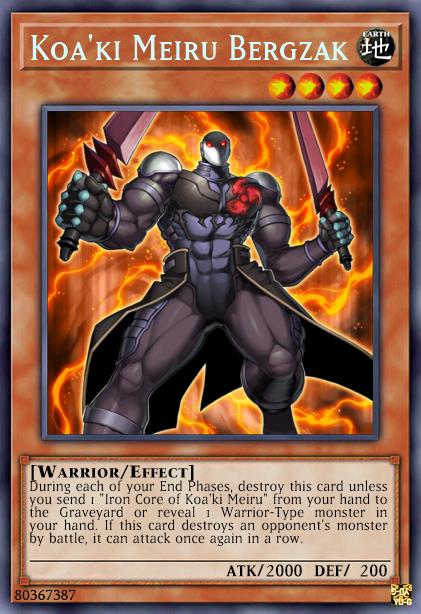 Koa'ki Meiru Bergzak
EARTH
地
[Warrior/Effect]
During each of your End Phases, destroy this card unless
you send 1 "Iron Core of Koa'ki Meiru" from your hand to
the Graveyard or reveal 1 Warrior-Type monster in
your hand. If this card destroys an opponent's monster
by battle, it can attack once again in a row.
ATK/2000 DEF/ 200
80367387